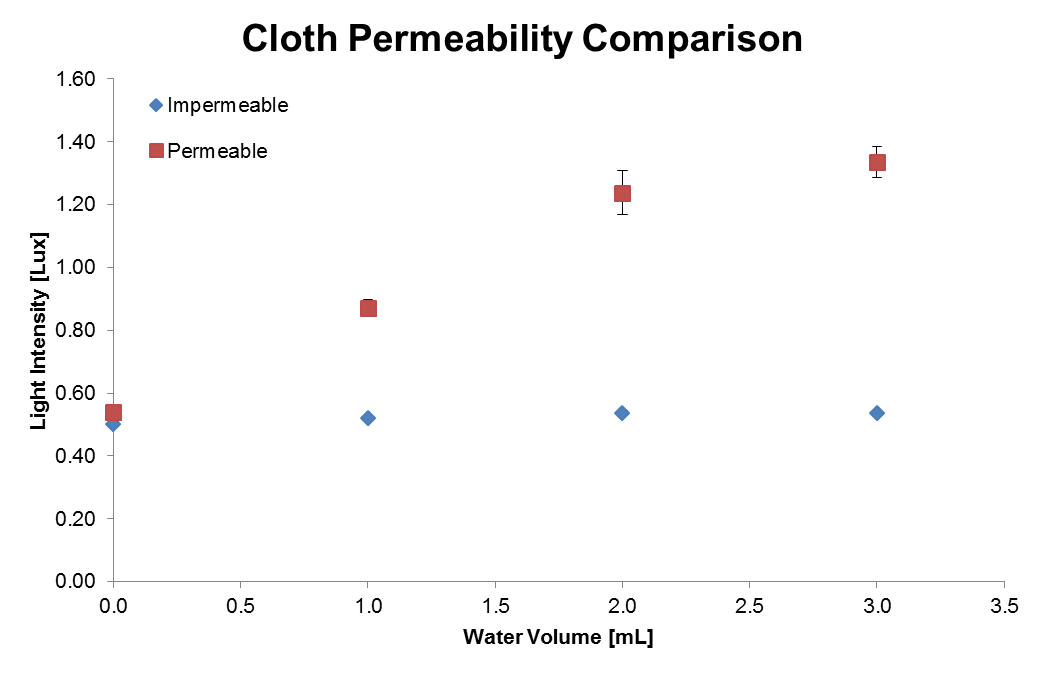 Cloth Permeability Comparison
1.60
1.40
1.20
1.00
0.80
0.60
0.40
0.20
0.00
Light Intensity [Lux]
Impermeable
Permeable
0.0 0.5 1.0 1.5 2.0 2.5 3.0 3.5
Water Volume [mL]